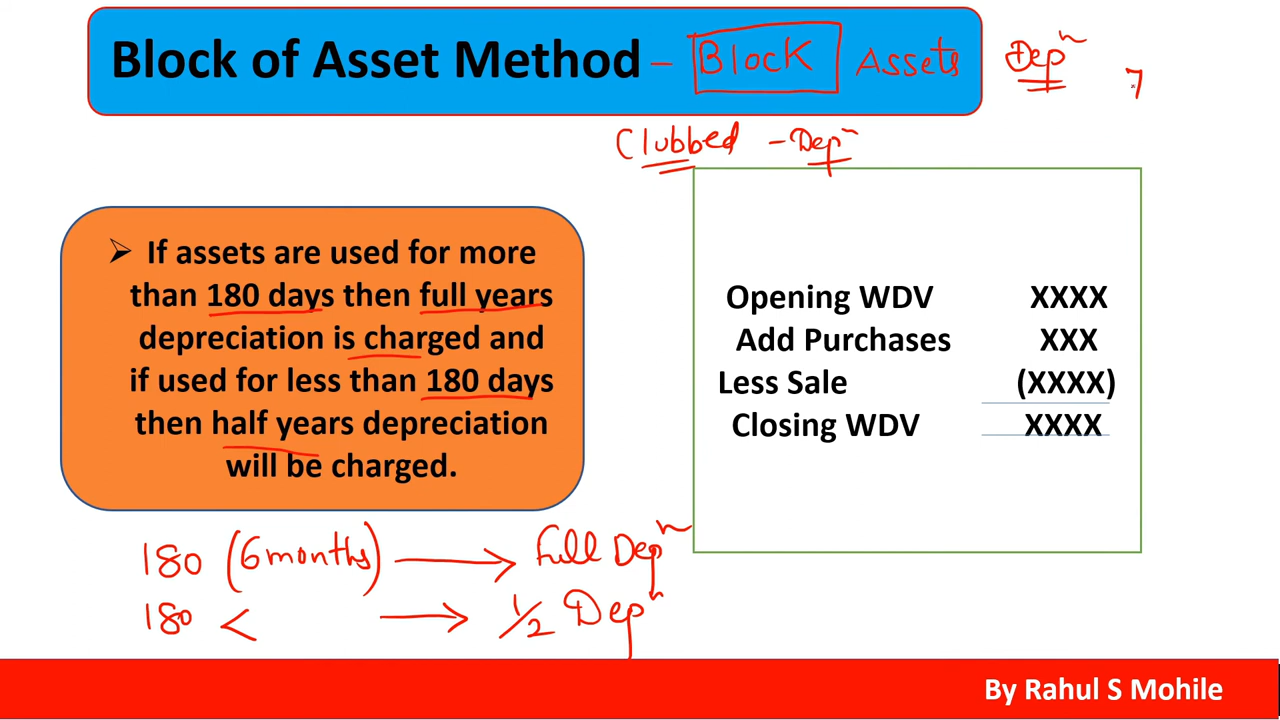 Block of Asset Method – Block Assets Depⁿ
Clubbed - Depⁿ
➢ If assets are used for more
than 180 days then full years
depreciation is charged and
if used for less than 180 days
then half years depreciation
will be charged.
Opening WDV XXXX
Add Purchases XXX
Less Sale (XXXX)
Closing WDV XXXX
180 (6 months) → Full Depⁿ
180 < → 1/2 Depⁿ
By Rahul S Mohile